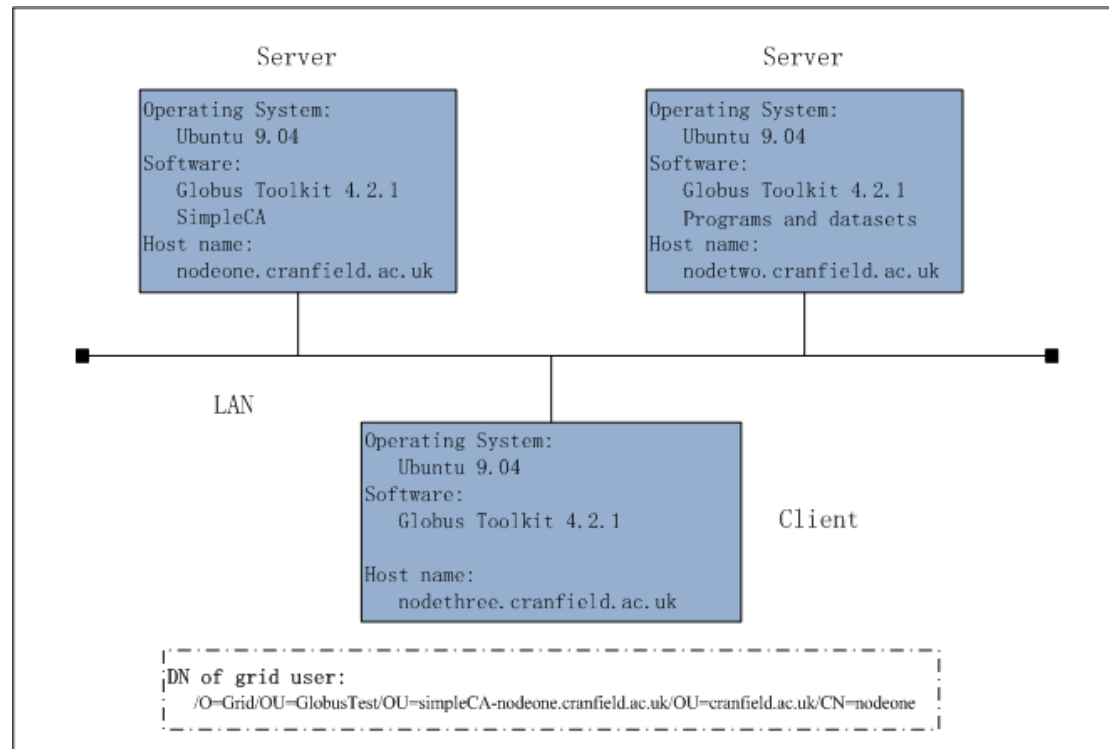 Server
Operating System:
Ubuntu 9.04
Software:
Globus Toolkit 4.2.1
SimpleCA
Host name:
nodeone.cranfield.ac.uk
Server
Operating System:
Ubuntu 9.04
Software:
Globus Toolkit 4.2.1
Programs and datasets
Host name:
nodetwo.cranfield.ac.uk
LAN
Operating System:
Ubuntu 9.04
Software:
Globus Toolkit 4.2.1
Host name:
nodethree.cranfield.ac.uk
Client
DN of grid user:
/O=Grid/OU=GlobusTest/OU=simpleCA-nodeone.cranfield.ac.uk/OU=cranfield.ac.uk/CN=nodeone